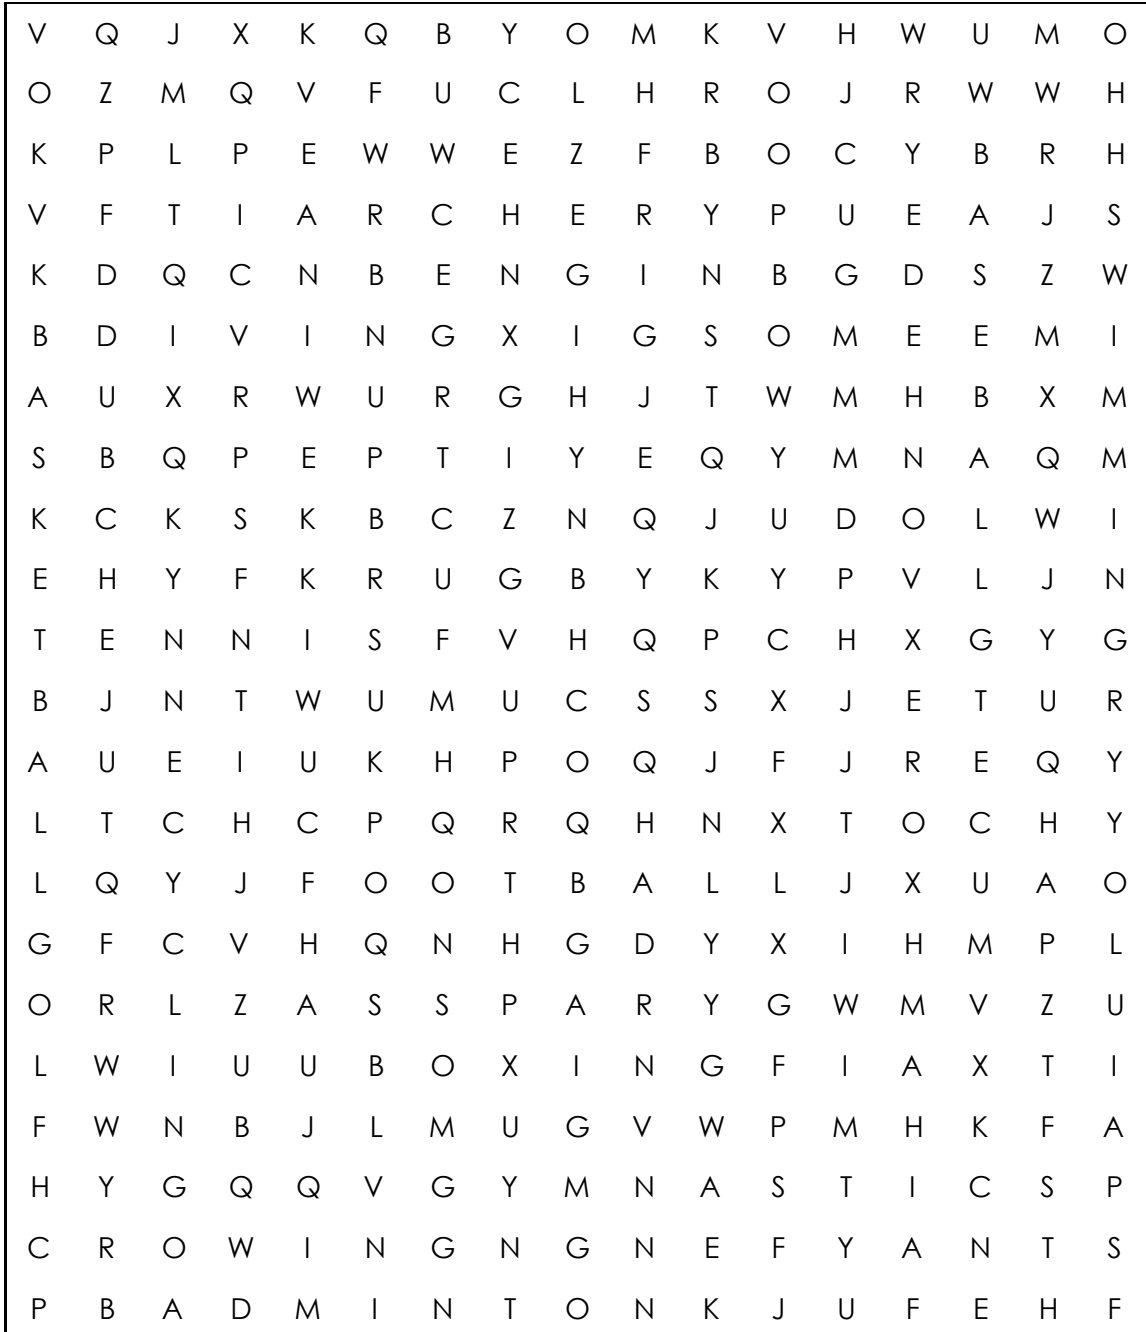 V Q J X K Q B Y O M K V H W U M O
O Z M Q V F U C L H R O J R W W H
K P L P E W W E Z F B O C Y B R H
V F T I A R C H E R Y P U E A J S
K D Q C N B E N G I N B G D S Z W
B D I V I N G X I G S O M E E M I
A U X R W U R G H J T W M H B X M
S B Q P E P T I Y E Q Y M N A Q M
K C K S K B C Z N Q J U D O L W I
E H Y F K R U G B Y K Y P V L J N
T E N N I S F V H Q P C H X G Y G
B J N T W U M U C S S X J E T U R
A U E I U K H P O Q J F J R E Q Y
L T C H C P Q R Q H N X T O C H Y
L Q Y J F O O T B A L L J X U A O
G F C V H Q N H G D Y X I H M P L
O R L Z A S S P A R Y G W M V Z U
L W I U U B O X I N G F I A X T I
F W N B J L M U G V W P M H K F A
H Y G Q Q V G Y M N A S T I C S P
C R O W I N G N G N E F Y A N T S
P B A D M I N T O N K J U F E H F